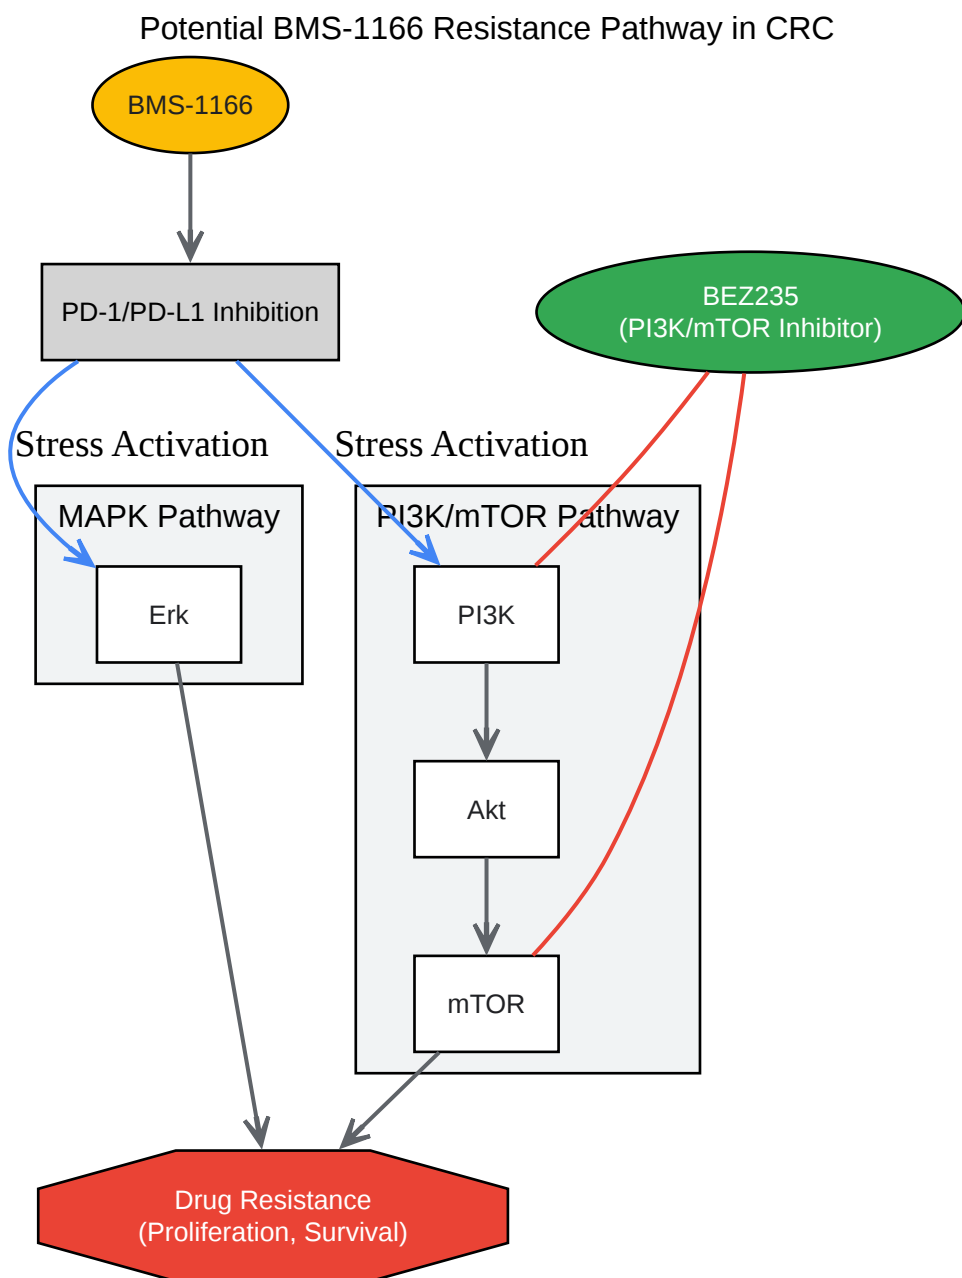 Potential BMS-1166 Resistance Pathway in CRC
BMS-1166
PD-1/PD-L1 Inhibition
BEZ235
(PI3K/mTOR Inhibitor)
Stress Activation
Stress Activation
MAPK Pathway
PI3K/mTOR Pathway
Erk
PI3K
Akt
mTOR
Drug Resistance
(Proliferation, Survival)